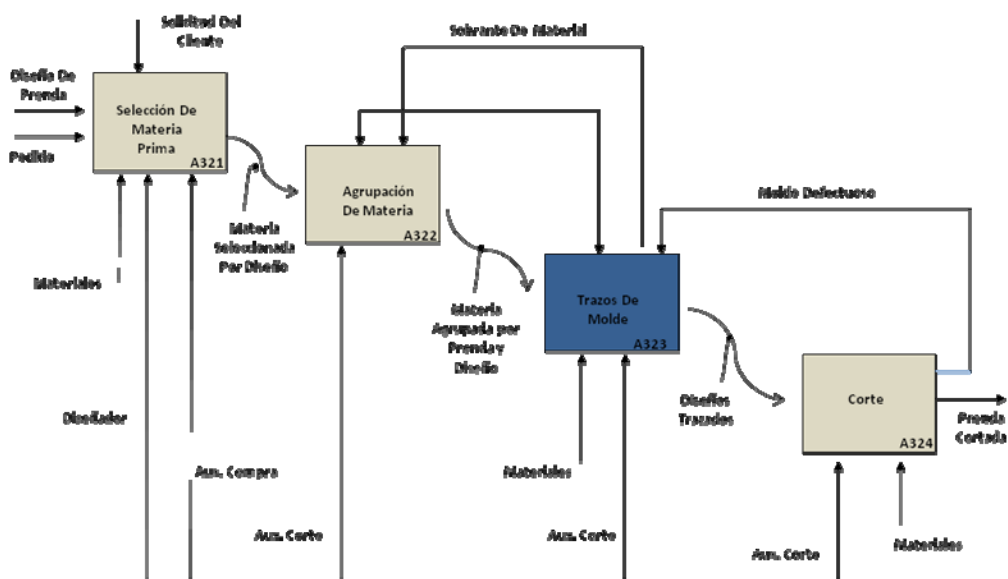 Solicitud Del
Cliente
Sobrante De Material
Diseño De
Prenda
Pedido
Selección De
Materia
Prima
A321
Molde Defectuoso
Agrupación
De Materia
A322
Materia
Seleccionada
Por Diseño
Materiales
Trazos De
Molde
A323
Materia
Agrupada por
Prenda y
Diseño
Corte
A324
Diseños
Trazados
Prenda
Cortada
Diseñador
Aux. Compra
Materiales
Aux. Corte
Aux. Corte
Aux. Corte
Materiales